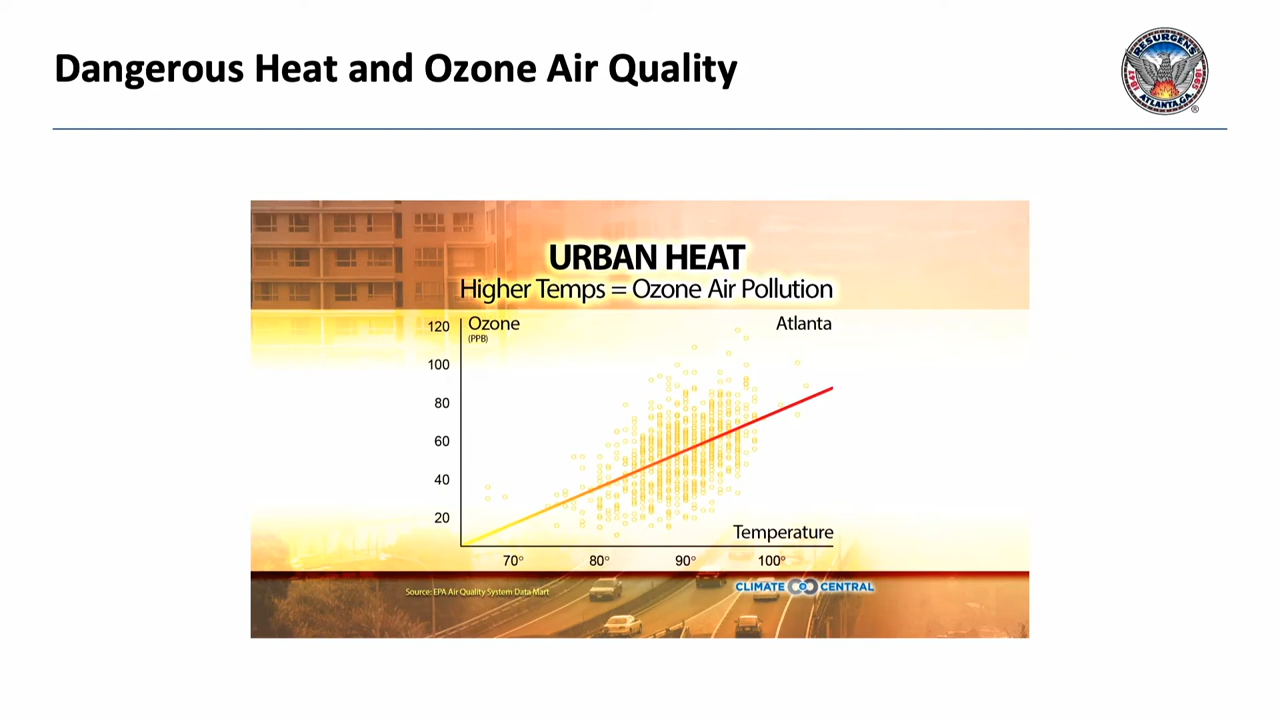 Dangerous Heat and Ozone Air Quality
RESURGENS
1847 1865
ATLANTA, GA.
®
URBAN HEAT
Higher Temps = Ozone Air Pollution
Ozone
(PPB)
Atlanta
120
100
80
60
40
20
Temperature
70° 80° 90° 100°
Source: EPA Air Quality System Data Mart
CLIMATE CENTRAL